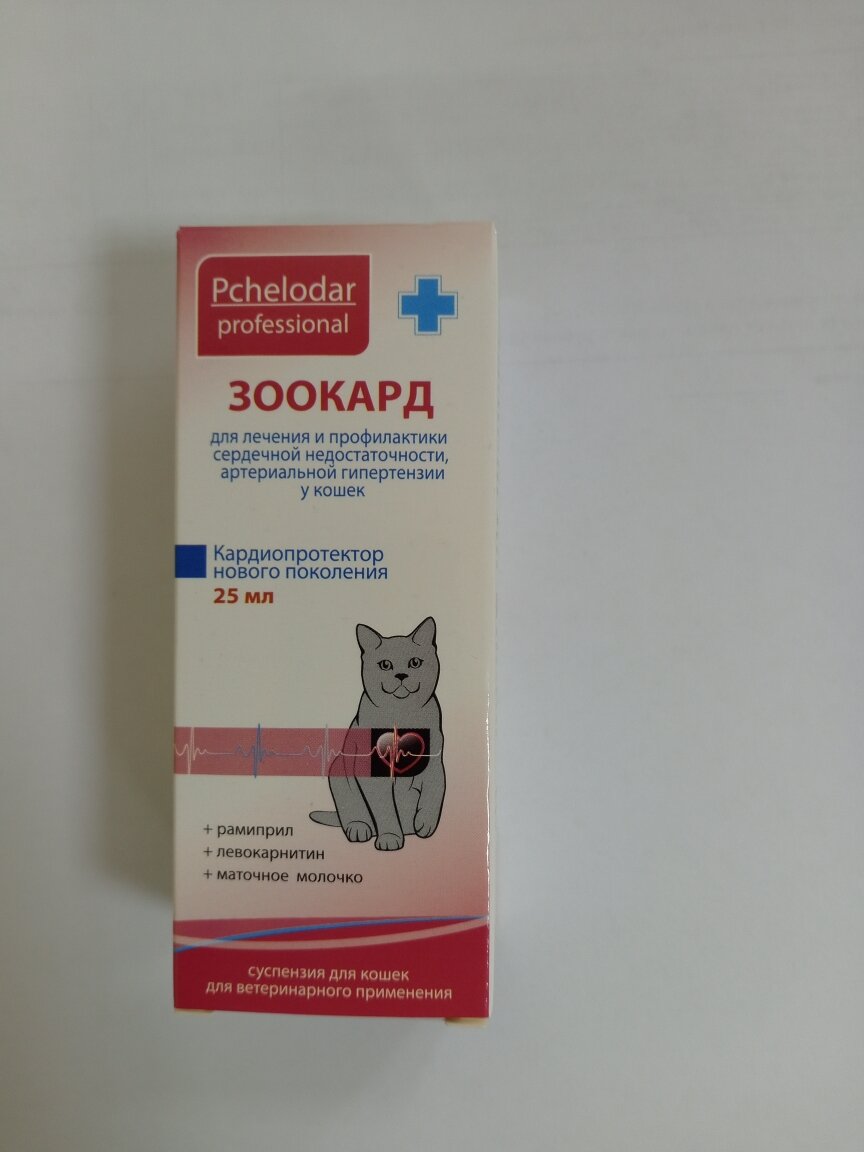 Pchelodar
professional
ЗООКАРД
для лечения и профилактики
сердечной недостаточности,
артериальной гипертензии
у кошек
Кардиопротектор
нового поколения
25 мл
+ рамиприл
+ левокарнитин
+ маточное молочко
суспензия для кошек
для ветеринарного применения